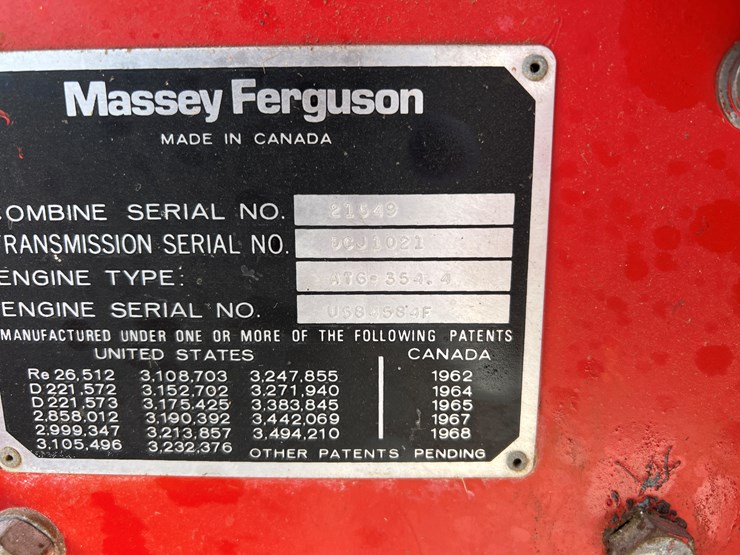 Massey Ferguson
MADE IN CANADA
OMBINE SERIAL NO.
TRANSMISSION SERIAL NO.
ENGINE TYPE: AT6•354.4
ENGINE SERIAL NO.
MANUFACTURED UNDER ONE OR MORE OF THE FOLLOWING PATENTS
UNITED STATES CANADA
Re 26,512 3,108,703 3,247,855 1962
D 221,572 3,152,702 3,271,940 1964
D 221,573 3,175,425 3,383,845 1965
2,858,012 3,190,392 3,442,069 1967
2,999,347 3,213,857 3,494,210 1968
3,105,496 3,232,376 OTHER PATENTS PENDING